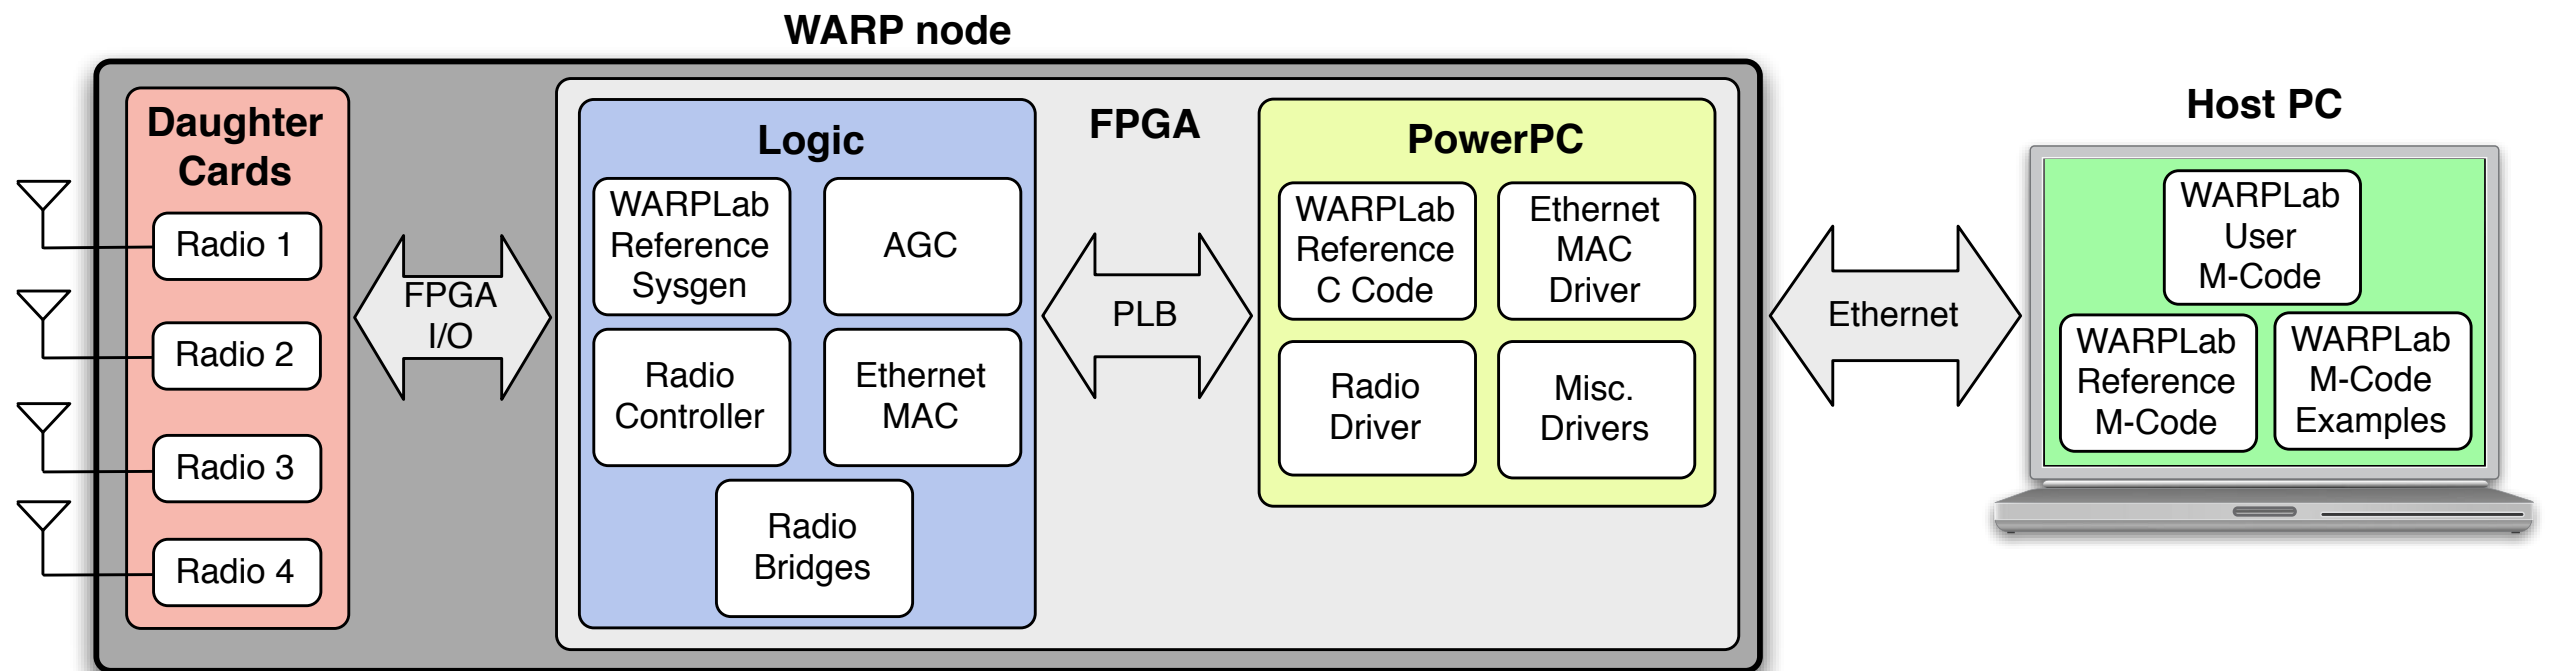 WARP node
Daughter
Cards
Radio 1
Radio 2
Radio 3
Radio 4
FPGA
I/O
FPGA
Logic
WARPLab
Reference
Sysgen
AGC
Radio
Controller
Ethernet
MAC
Radio
Bridges
PLB
PowerPC
WARPLab
Reference
C Code
Ethernet
MAC
Driver
Radio
Driver
Misc.
Drivers
Ethernet
Host PC
WARPLab
User
M-Code
WARPLab
Reference
M-Code
WARPLab
M-Code
Examples